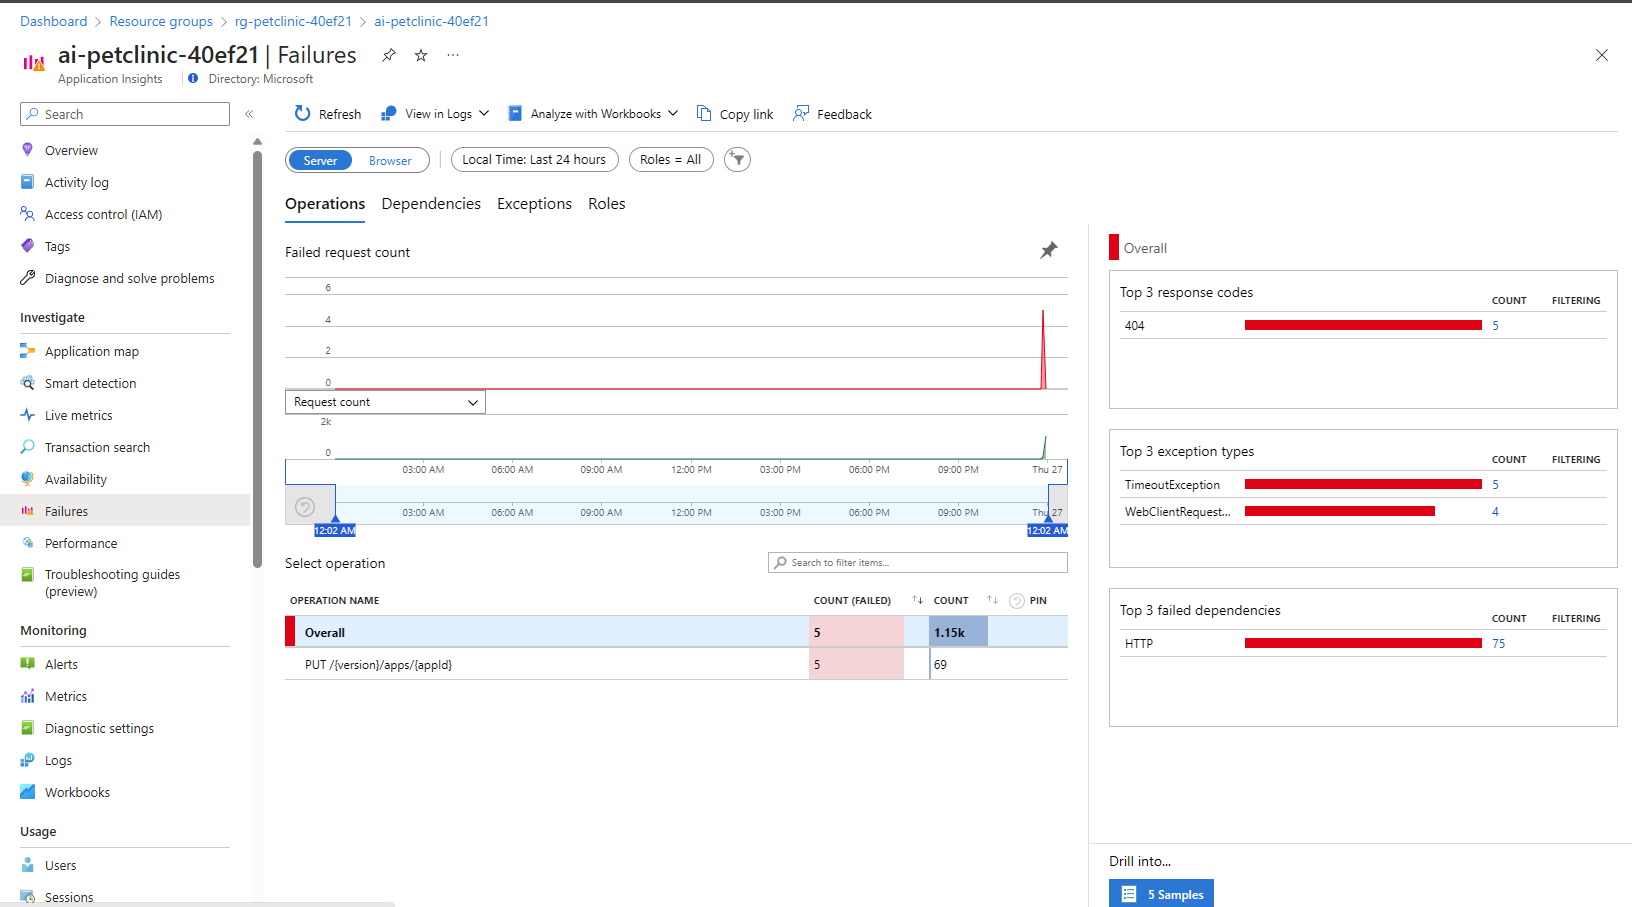 Dashboard > Resource groups > rg-petclinic-40ef21 > ai-petclinic-40ef21
ai-petclinic-40ef21 | Failures
Application Insights
Directory: Microsoft
Search
Overview
Activity log
Access control (IAM)
Tags
Diagnose and solve problems
Investigate
Application map
Smart detection
Live metrics
Transaction search
Availability
Failures
Performance
Troubleshooting guides
(preview)
Monitoring
Alerts
Metrics
Diagnostic settings
Logs
Workbooks
Usage
Users
Sessions
Refresh View in Logs Analyze with Workbooks Copy link Feedback
Server Browser Local Time: Last 24 hours Roles = All
Operations Dependencies Exceptions Roles
Failed request count
6
4
2
0
Request count
2k
0
03:00 AM 06:00 AM 09:00 AM 12:00 PM 03:00 PM 06:00 PM 09:00 PM Thu 27
03:00 AM 06:00 AM 09:00 AM 12:00 PM 03:00 PM 06:00 PM 09:00 PM Thu 27
12:02 AM 12:02 AM
Select operation Search to filter items...
OPERATION NAME COUNT (FAILED) COUNT PIN
Overall 5 1.15k
PUT /{version}/apps/{appId} 5 69
Overall
Top 3 response codes
COUNT FILTERING
404 5
Top 3 exception types
COUNT FILTERING
TimeoutException 5
WebClientRequest... 4
Top 3 failed dependencies
COUNT FILTERING
HTTP 75
Drill into...
5 Samples